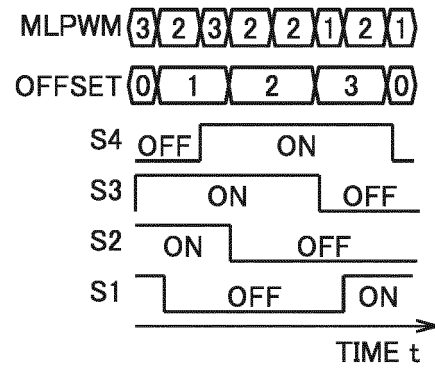 MLPWM 3 2 3 2 2 1 2 1
OFFSET 0 1 2 3 0
S4 OFF ON
S3 ON OFF
S2 ON OFF
S1 OFF ON
TIME t